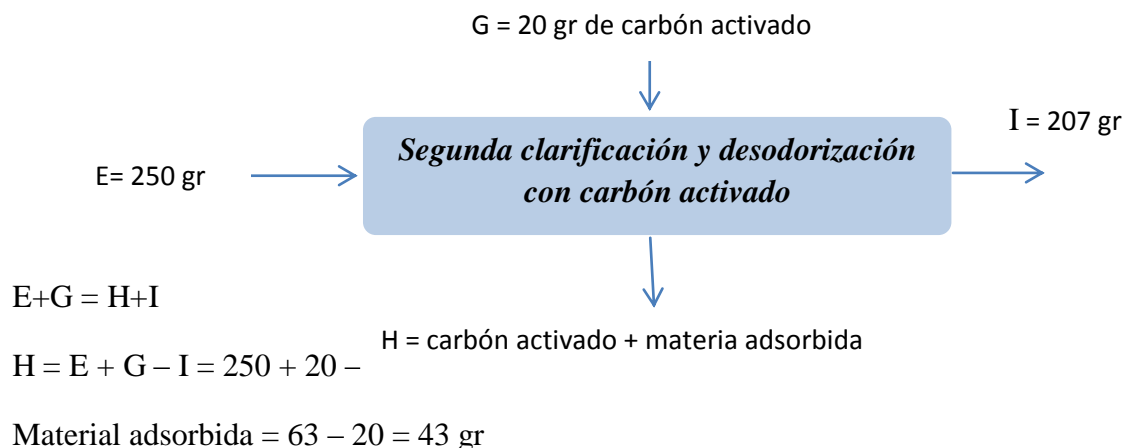 G = 20 gr de carbón activado
I = 207 gr
Segunda clarificación y desodorización
con carbón activado
E= 250 gr
E+G = H+I
H = carbón activado + materia adsorbida
H = E + G – I = 250 + 20 –
Material adsorbida = 63 – 20 = 43 gr